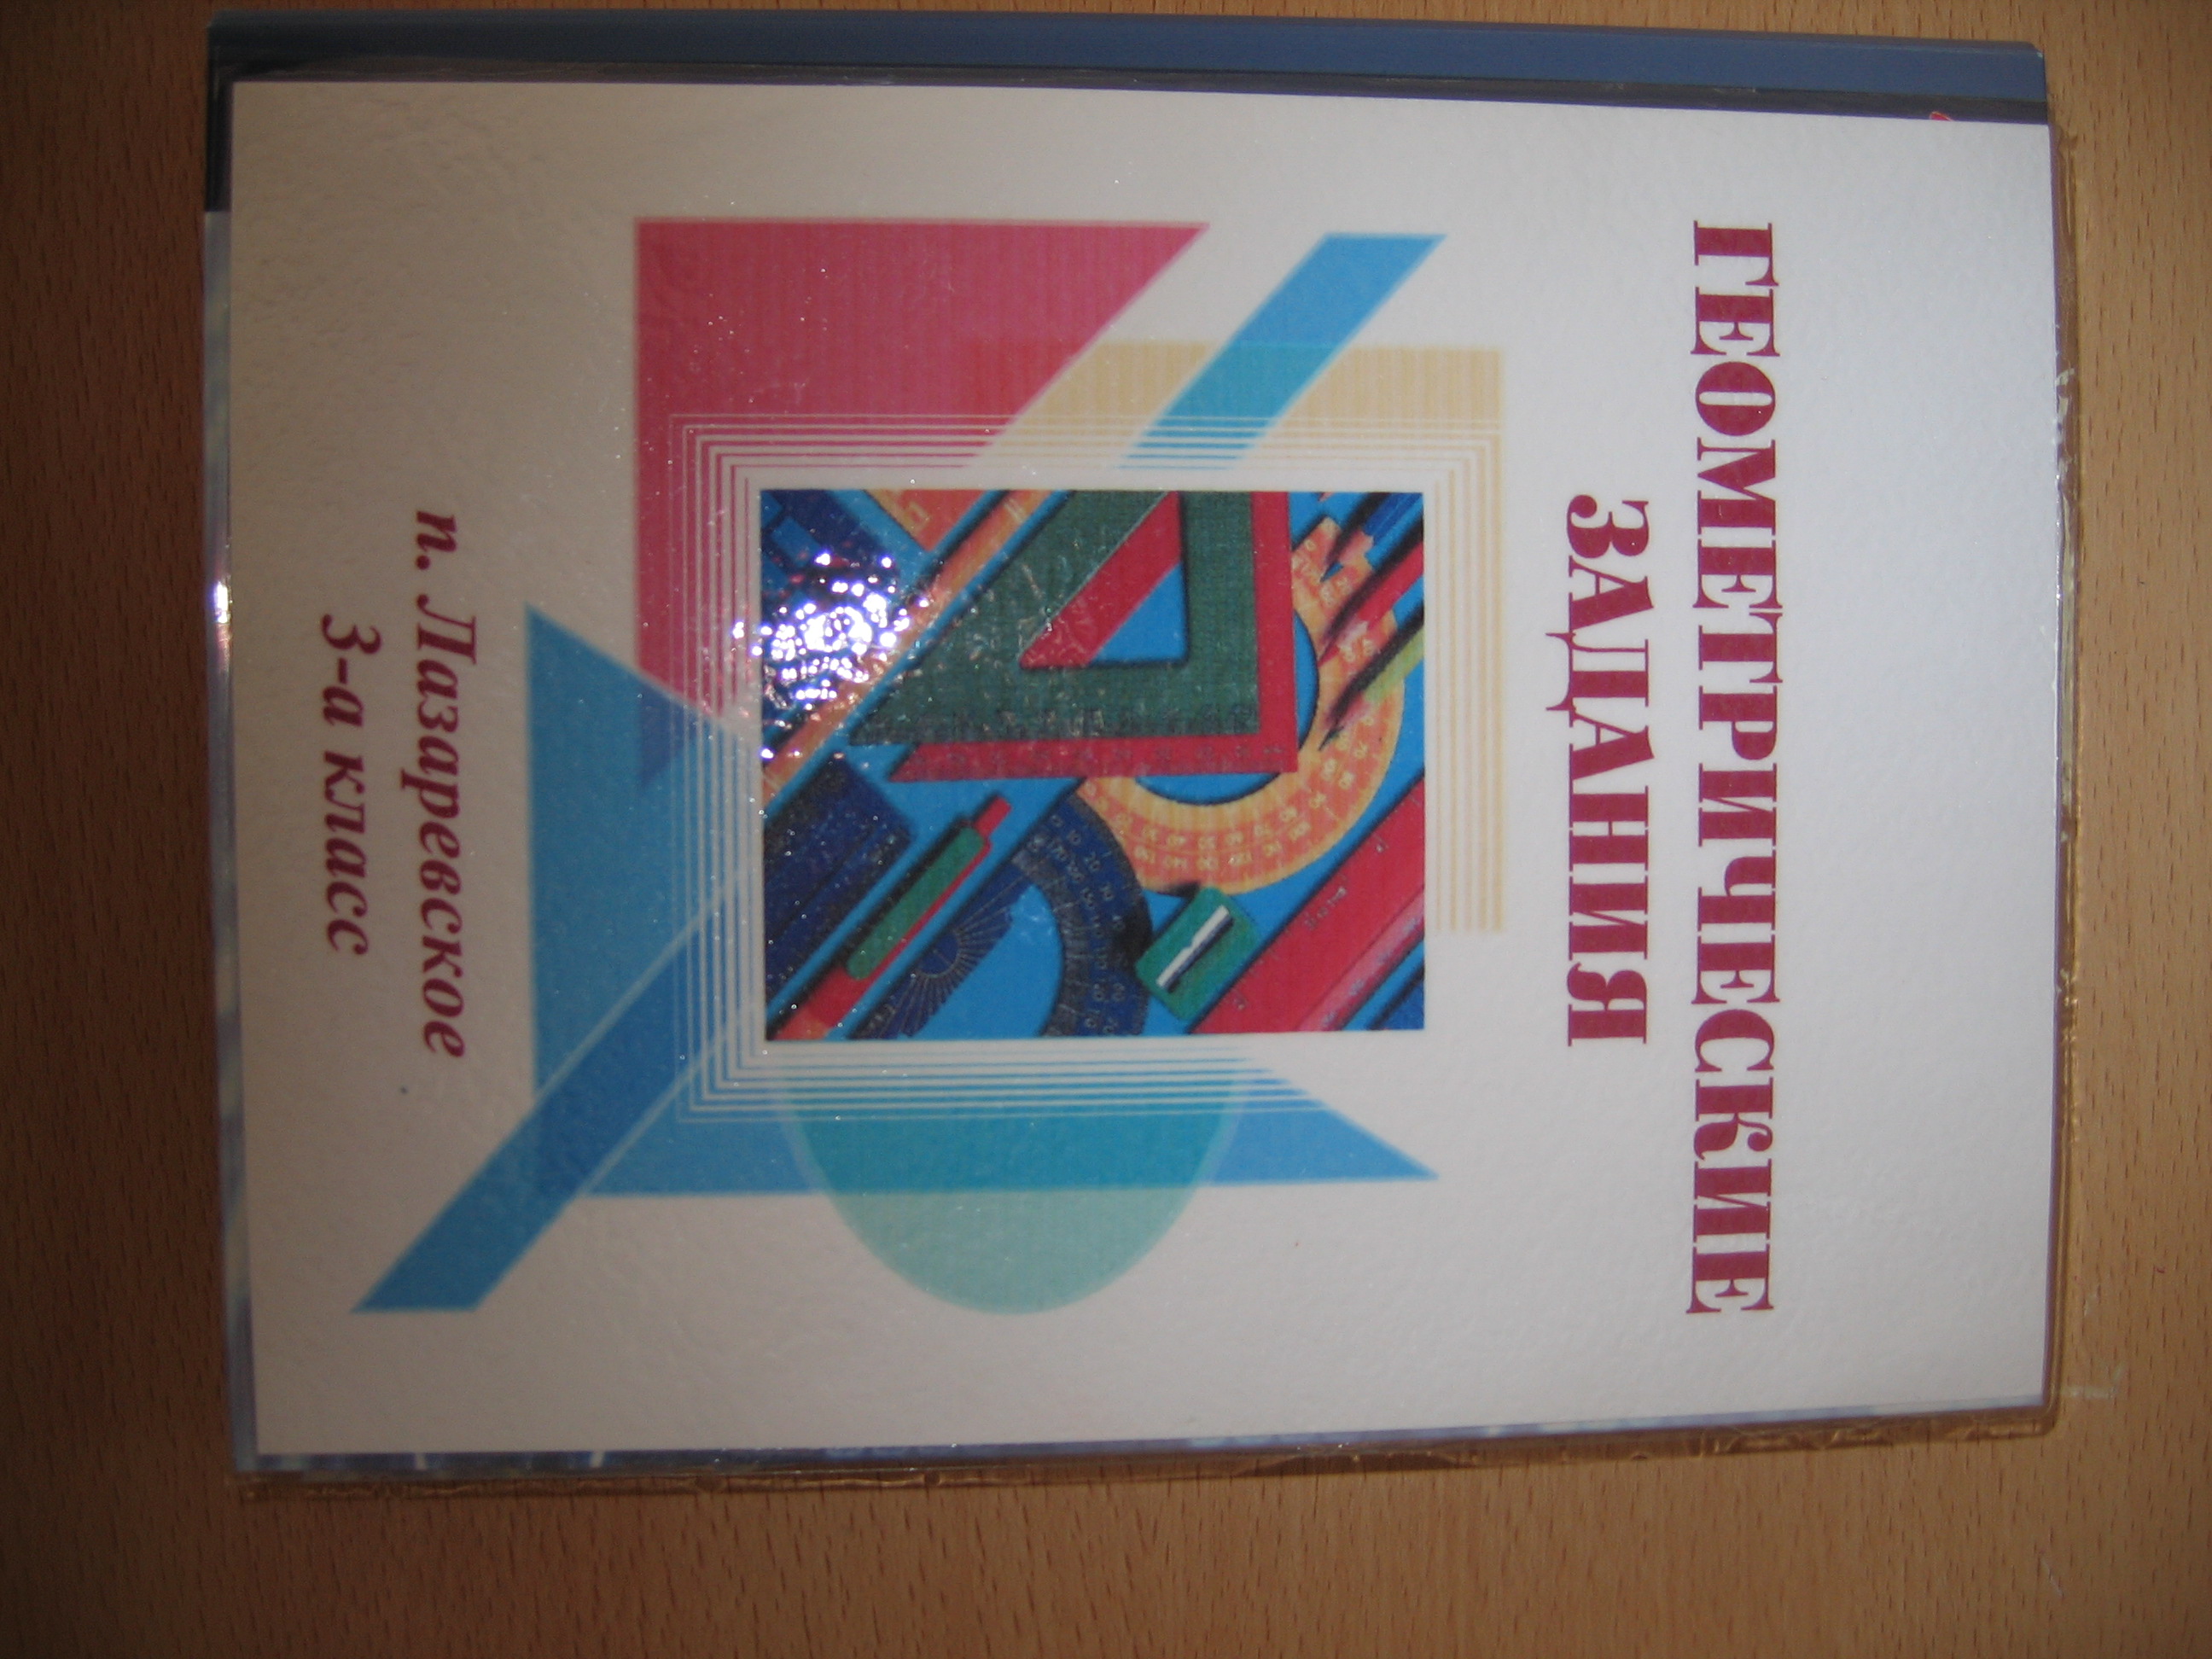 ГЕОМЕТРИЧЕСКИЕ
ЗАДАНИЯ
п. Лазаревское
3-а класс